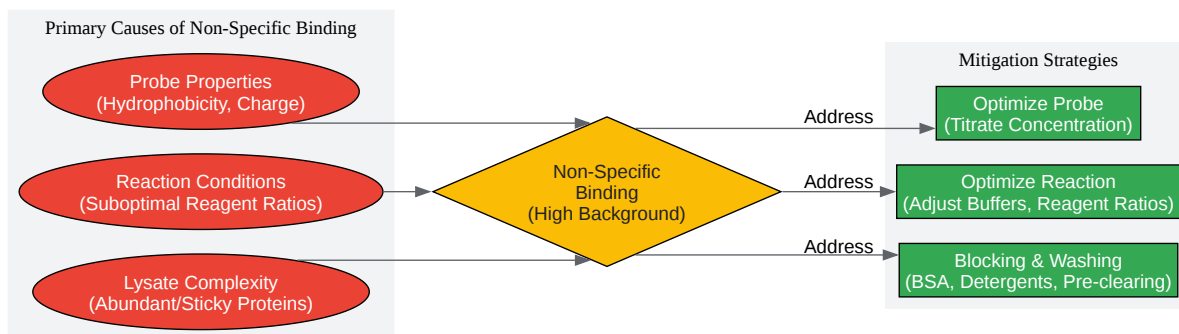 Primary Causes of Non-Specific Binding
Probe Properties
(Hydrophobicity, Charge)
Reaction Conditions
(Suboptimal Reagent Ratios)
Lysate Complexity
(Abundant/Sticky Proteins)
Non-Specific
Binding
(High Background)
Address
Address
Address
Mitigation Strategies
Optimize Probe
(Titrate Concentration)
Optimize Reaction
(Adjust Buffers, Reagent Ratios)
Blocking & Washing
(BSA, Detergents, Pre-clearing)